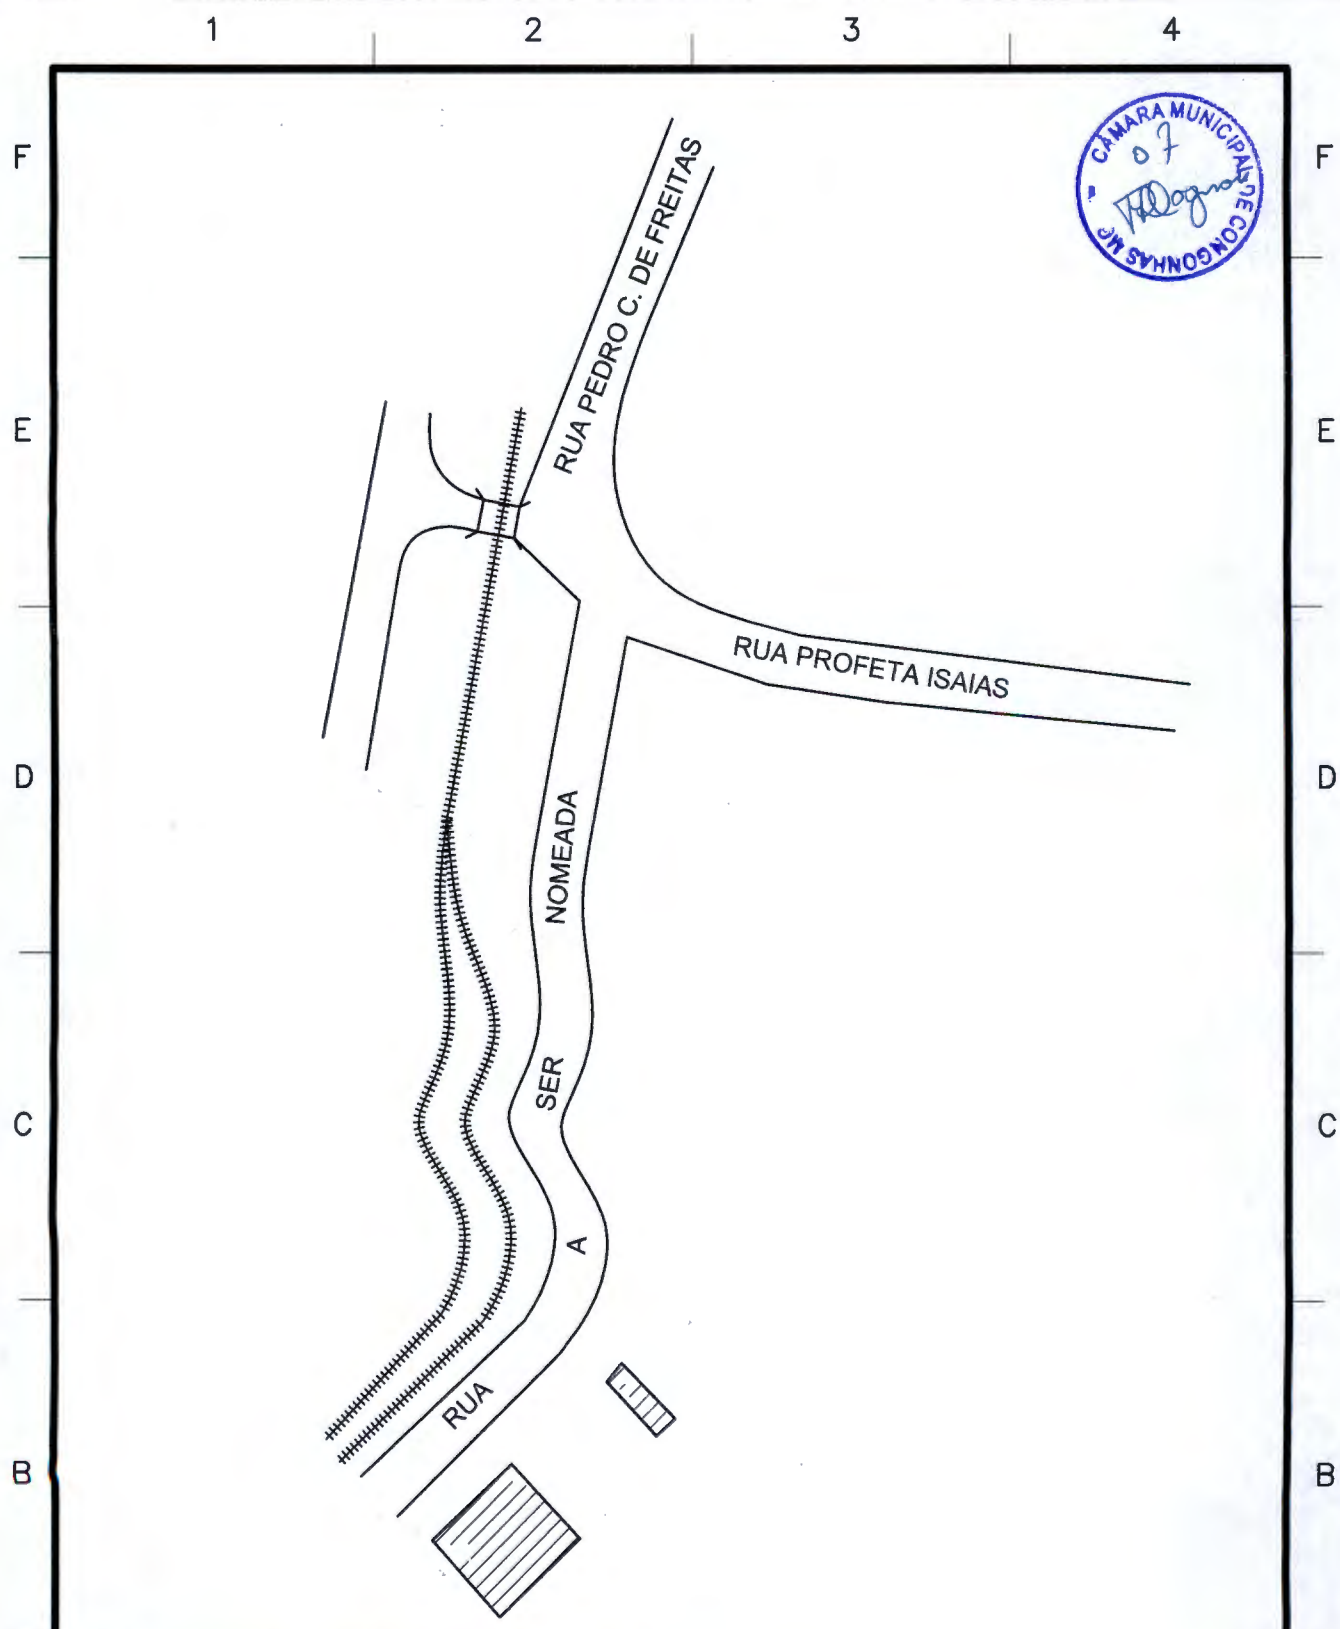 1 2 3 4
F F
CÂMARA MUNICIPAL DE CONGONHAS MG
07
RUA PEDRO C. DE FREITAS
E E
RUA PROFETA ISAIAS
D D
RUA A SER NOMEADA
C C
B B